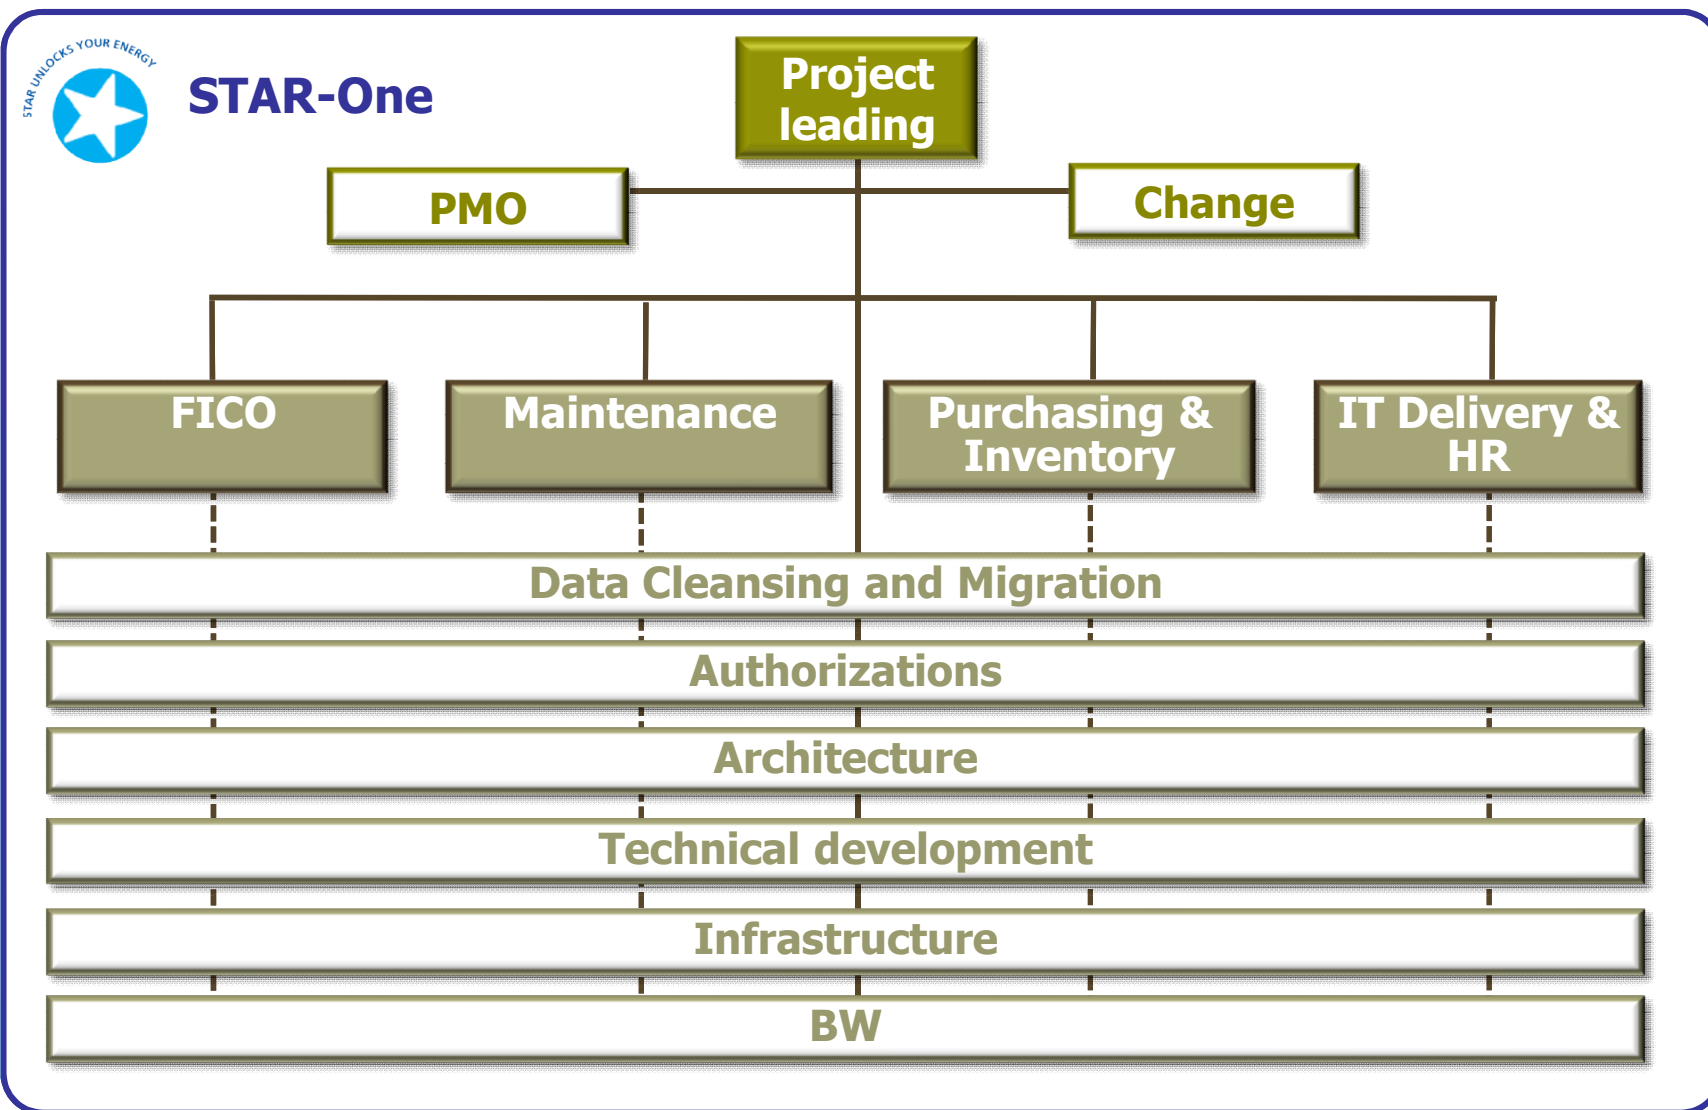 STAR UNLOCKS YOUR ENERGY
STAR-One
Project
leading
PMO
Change
FICO
Maintenance
Purchasing &
Inventory
IT Delivery &
HR
Data Cleansing and Migration
Authorizations
Architecture
Technical development
Infrastructure
BW